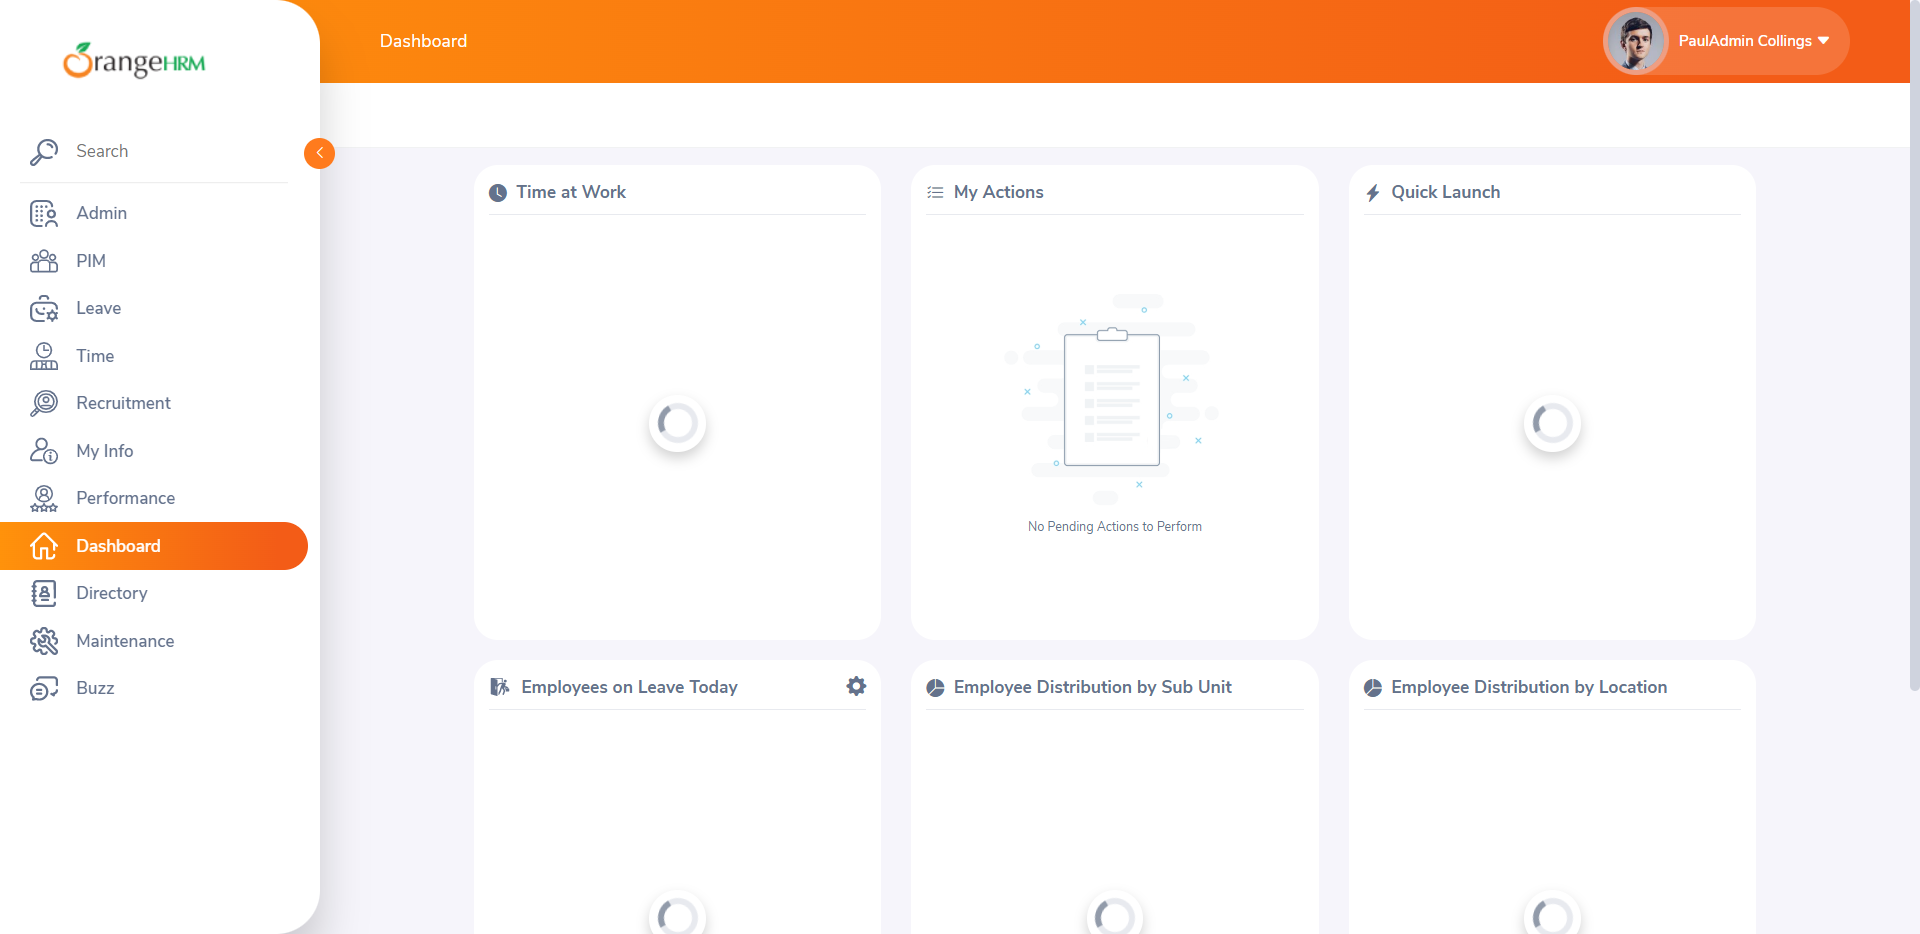 OrangeHRM
Dashboard
PaulAdmin Collings
Search
Admin
PIM
Leave
Time
Recruitment
My Info
Performance
Dashboard
Directory
Maintenance
Buzz
Time at Work
My Actions
Quick Launch
No Pending Actions to Perform
Employees on Leave Today
Employee Distribution by Sub Unit
Employee Distribution by Location